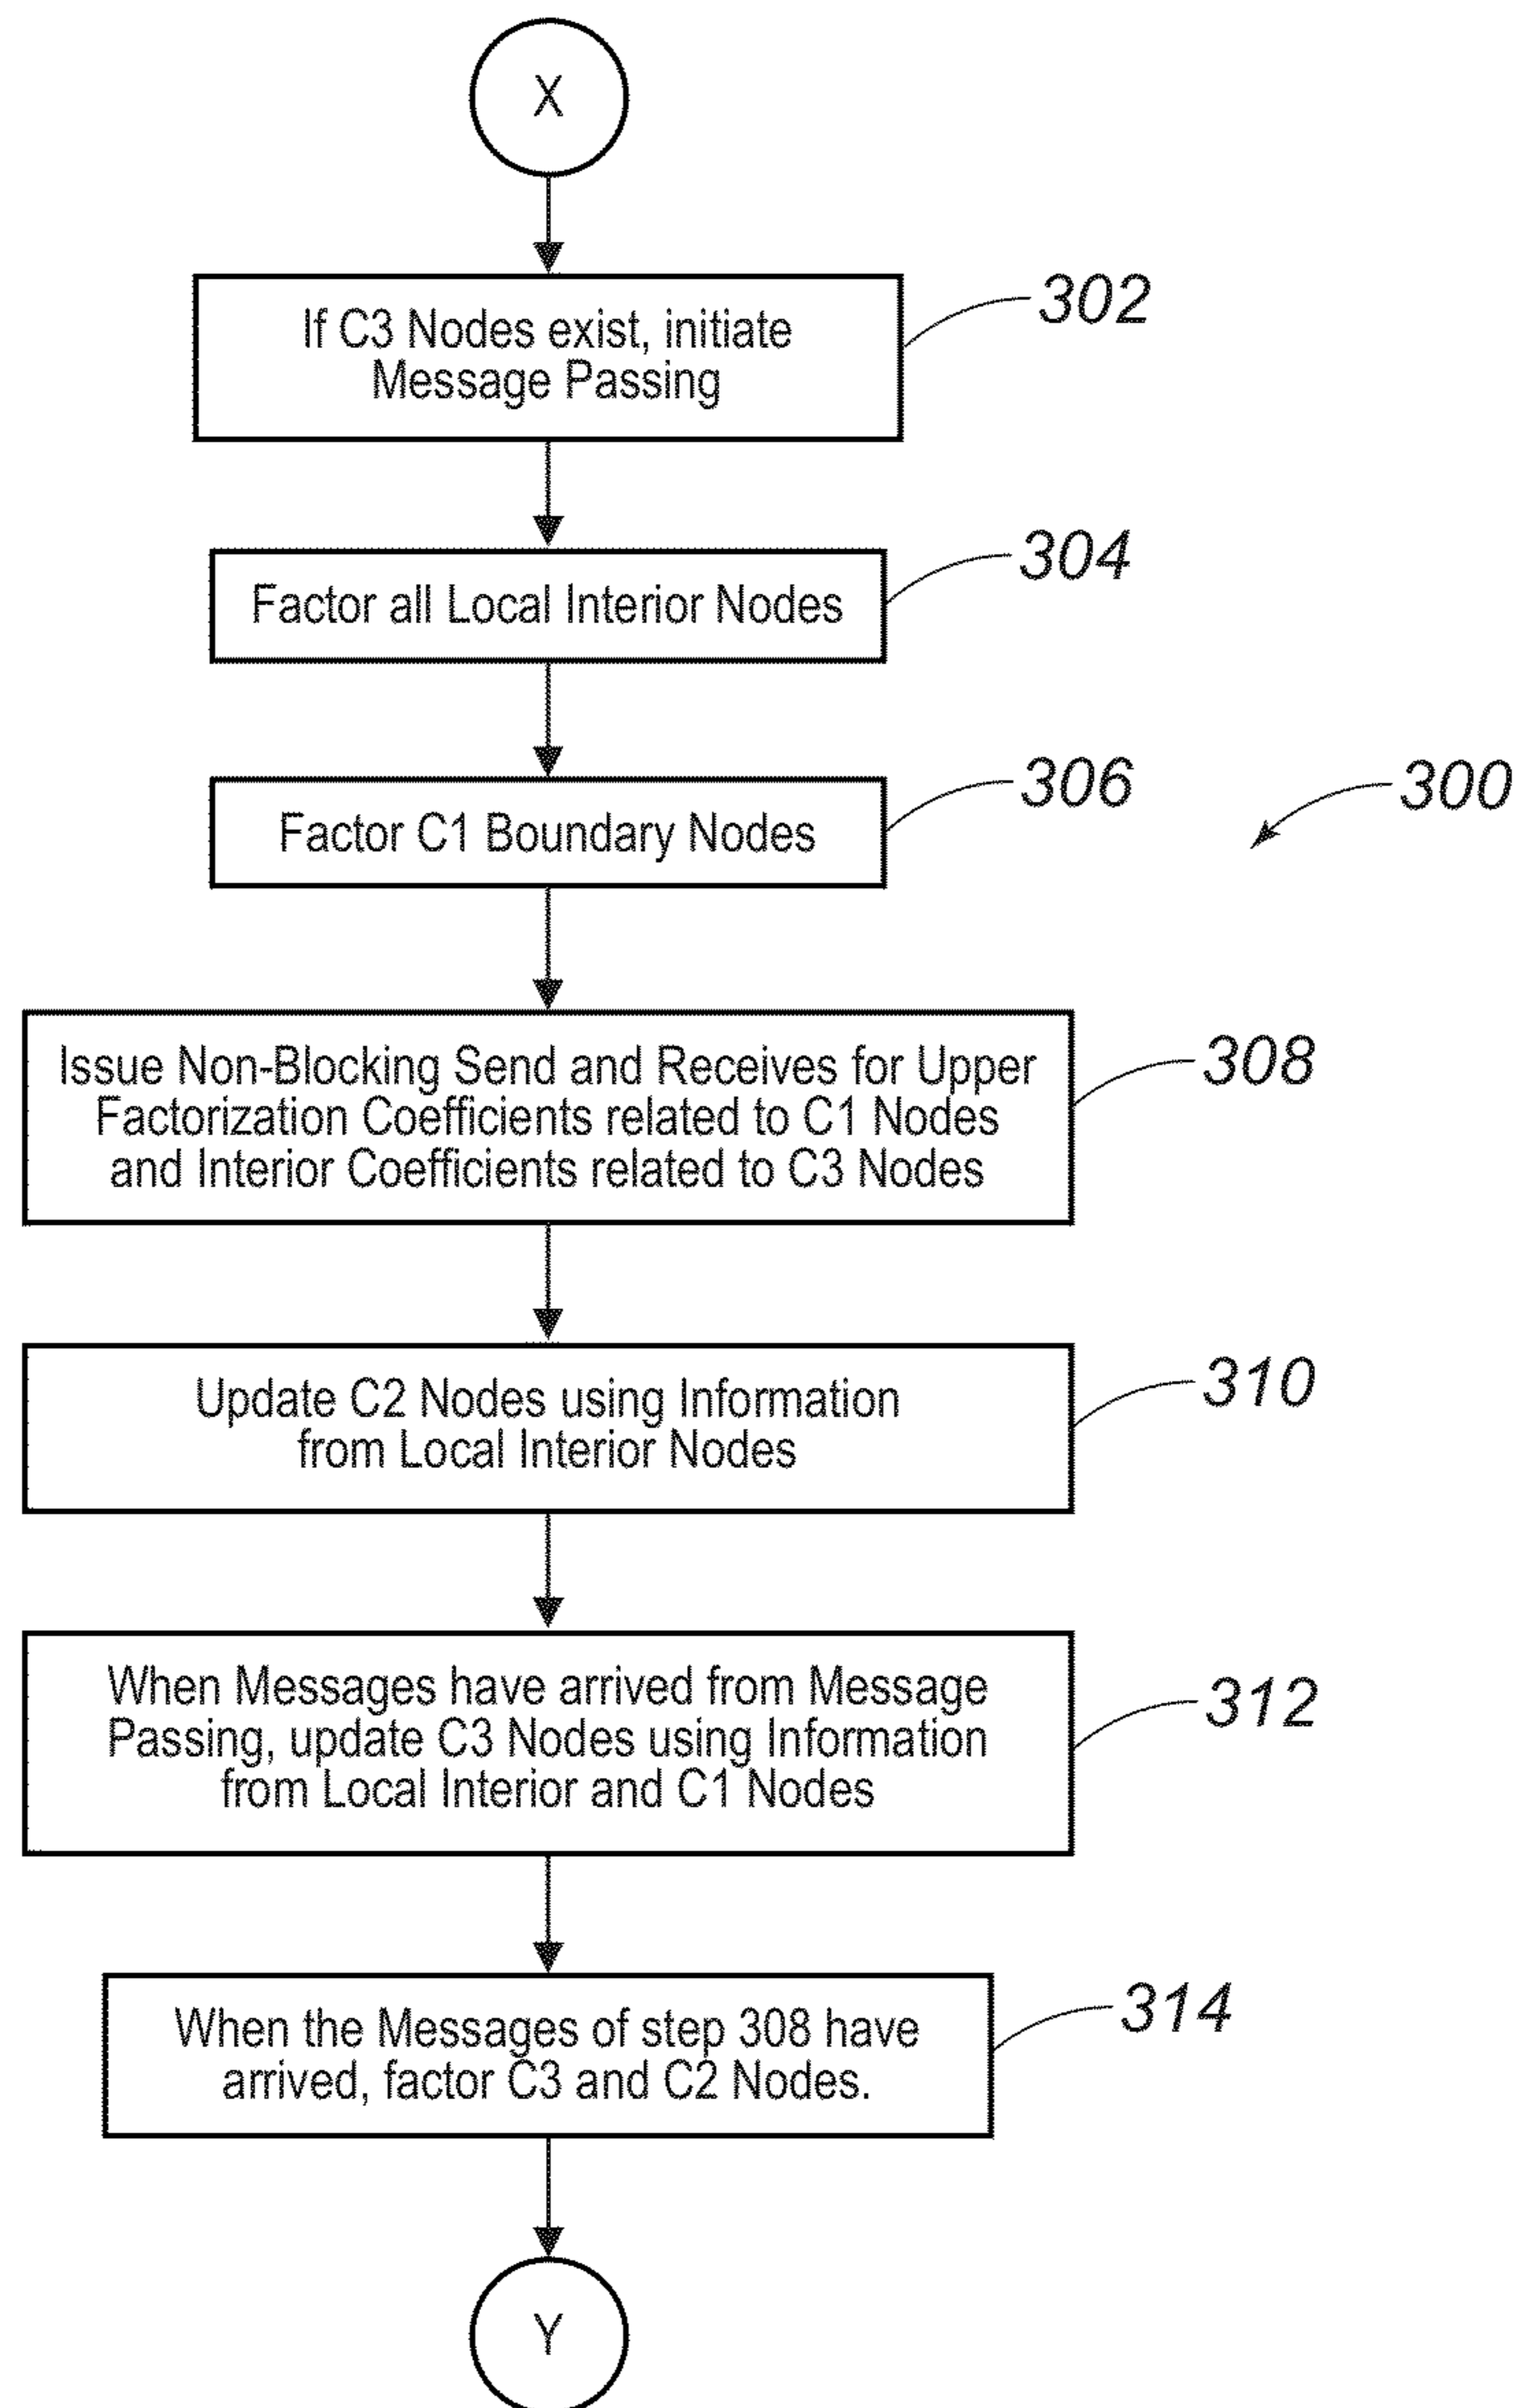 X
If C3 Nodes exist, initiate
Message Passing
302
Factor all Local Interior Nodes
304
Factor C1 Boundary Nodes
306
300
Issue Non-Blocking Send and Receives for Upper
Factorization Coefficients related to C1 Nodes
and Interior Coefficients related to C3 Nodes
308
Update C2 Nodes using Information
from Local Interior Nodes
310
When Messages have arrived from Message
Passing, update C3 Nodes using Information
from Local Interior and C1 Nodes
312
When the Messages of step 308 have
arrived, factor C3 and C2 Nodes.
314
Y